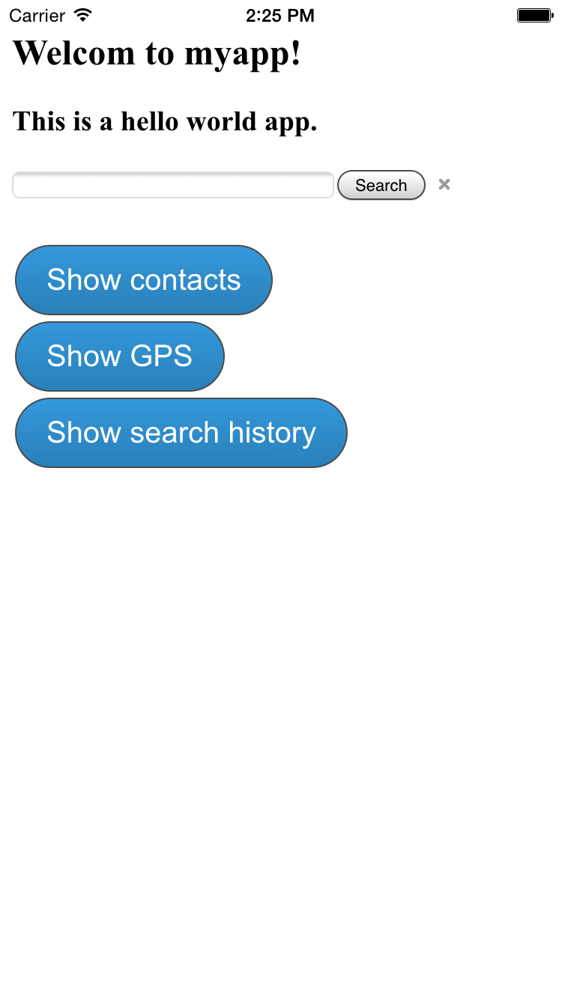 Carrier 2:25 PM
Welcom to myapp!
This is a hello world app.
Search
Show contacts
Show GPS
Show search history